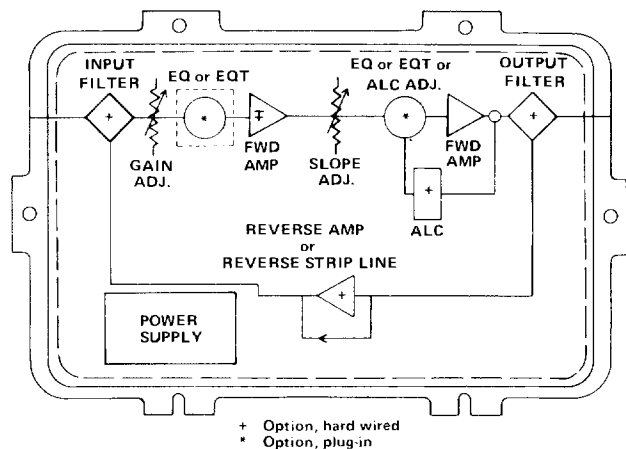 INPUT
FILTER
EQ or EQT
EQ or EQT or
ALC ADJ.
OUTPUT
FILTER
GAIN
ADJ.
FWD
AMP
SLOPE
ADJ.
FWD
AMP
ALC
REVERSE AMP
or
REVERSE STRIP LINE
POWER
SUPPLY
+ Option, hard wired
* Option, plug-in